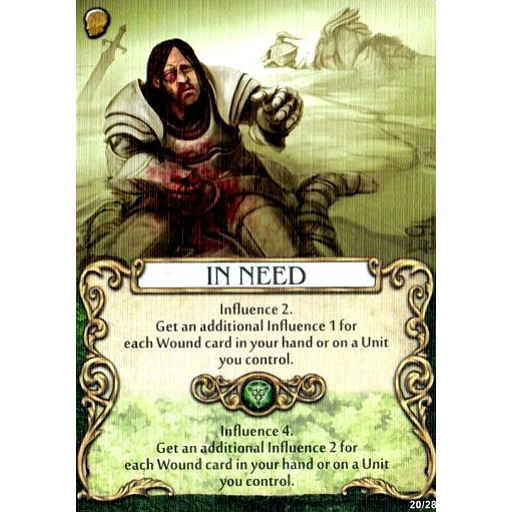 IN NEED
Influence 2.
Get an additional Influence 1 for
each Wound card in your hand or on a Unit
you control.
Influence 4.
Get an additional Influence 2 for
each Wound card in your hand or on a Unit
you control.
20/28